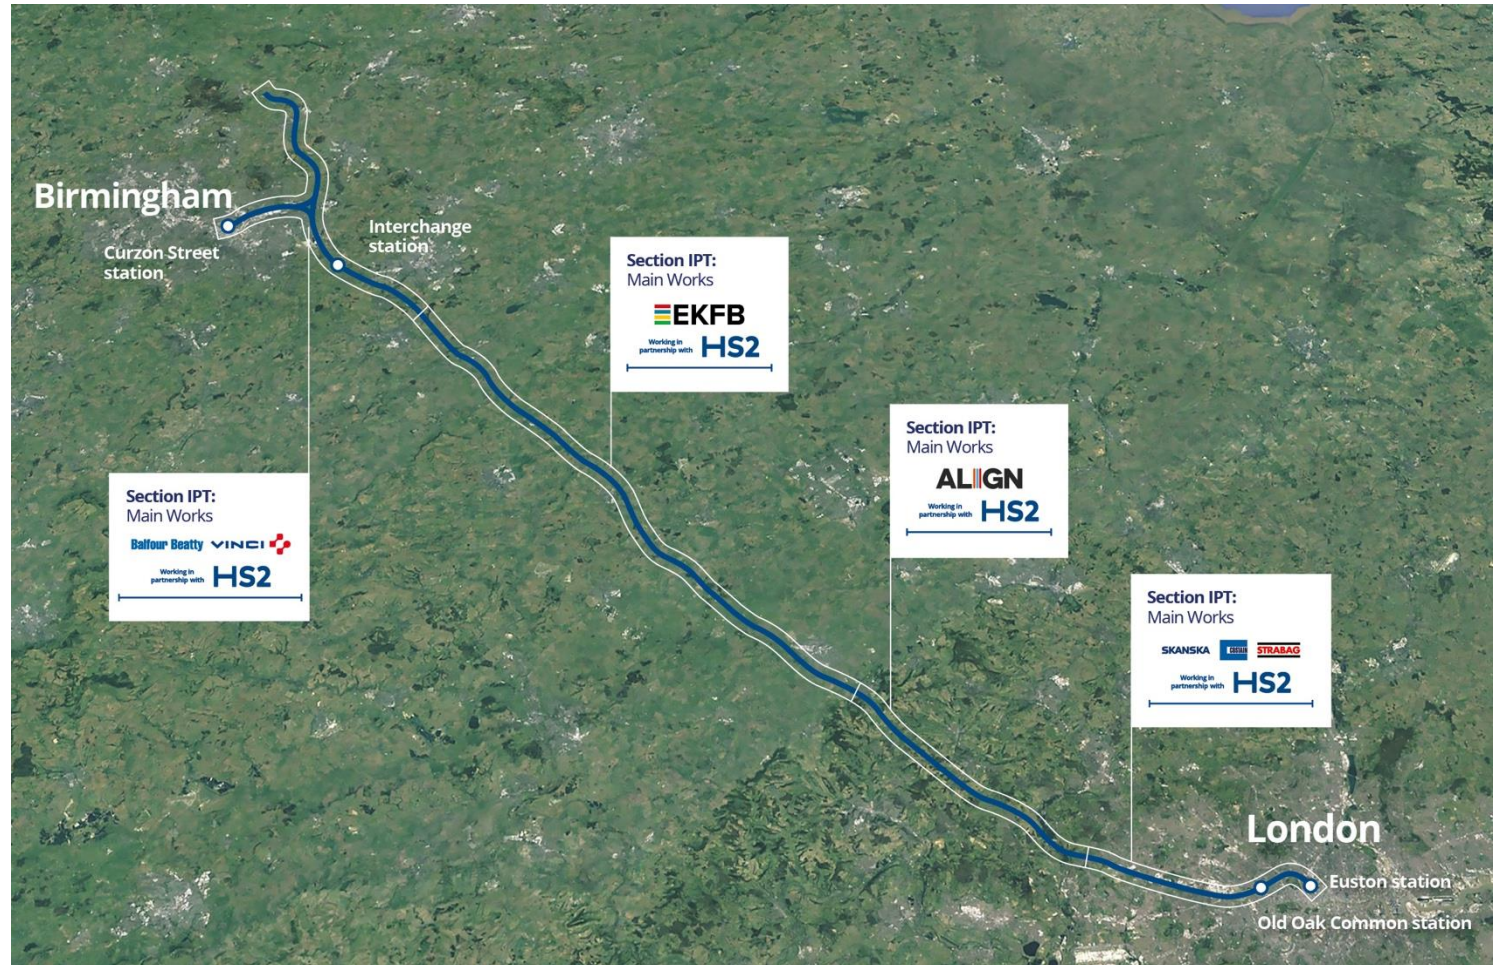 Birmingham
Curzon Street
station
Interchange
station
Section IPT:
Main Works
EKFB
Working in
partnership with HS2
Section IPT:
Main Works
ALIGN
Working in
partnership with HS2
Section IPT:
Main Works
Balfour Beatty VINCI
Working in
partnership with HS2
Section IPT:
Main Works
SKANSKA COSTAIN STRABAG
Working in
partnership with HS2
London
Euston station
Old Oak Common station